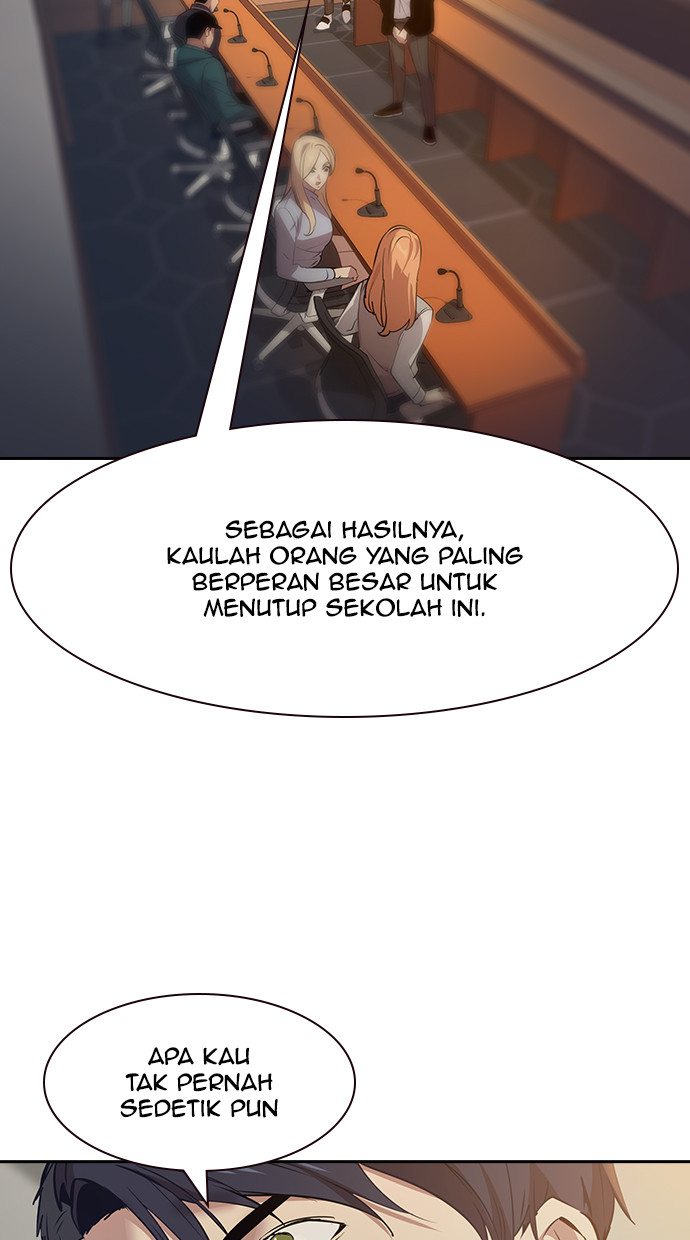 SEBAGAI HASILNYA,
KAULAH ORANG YANG PALING
BERPERAN BESAR UNTUK
MENUTUP SEKOLAH INI.
APA KAU
TAK PERNAH
SEDETIK PUN